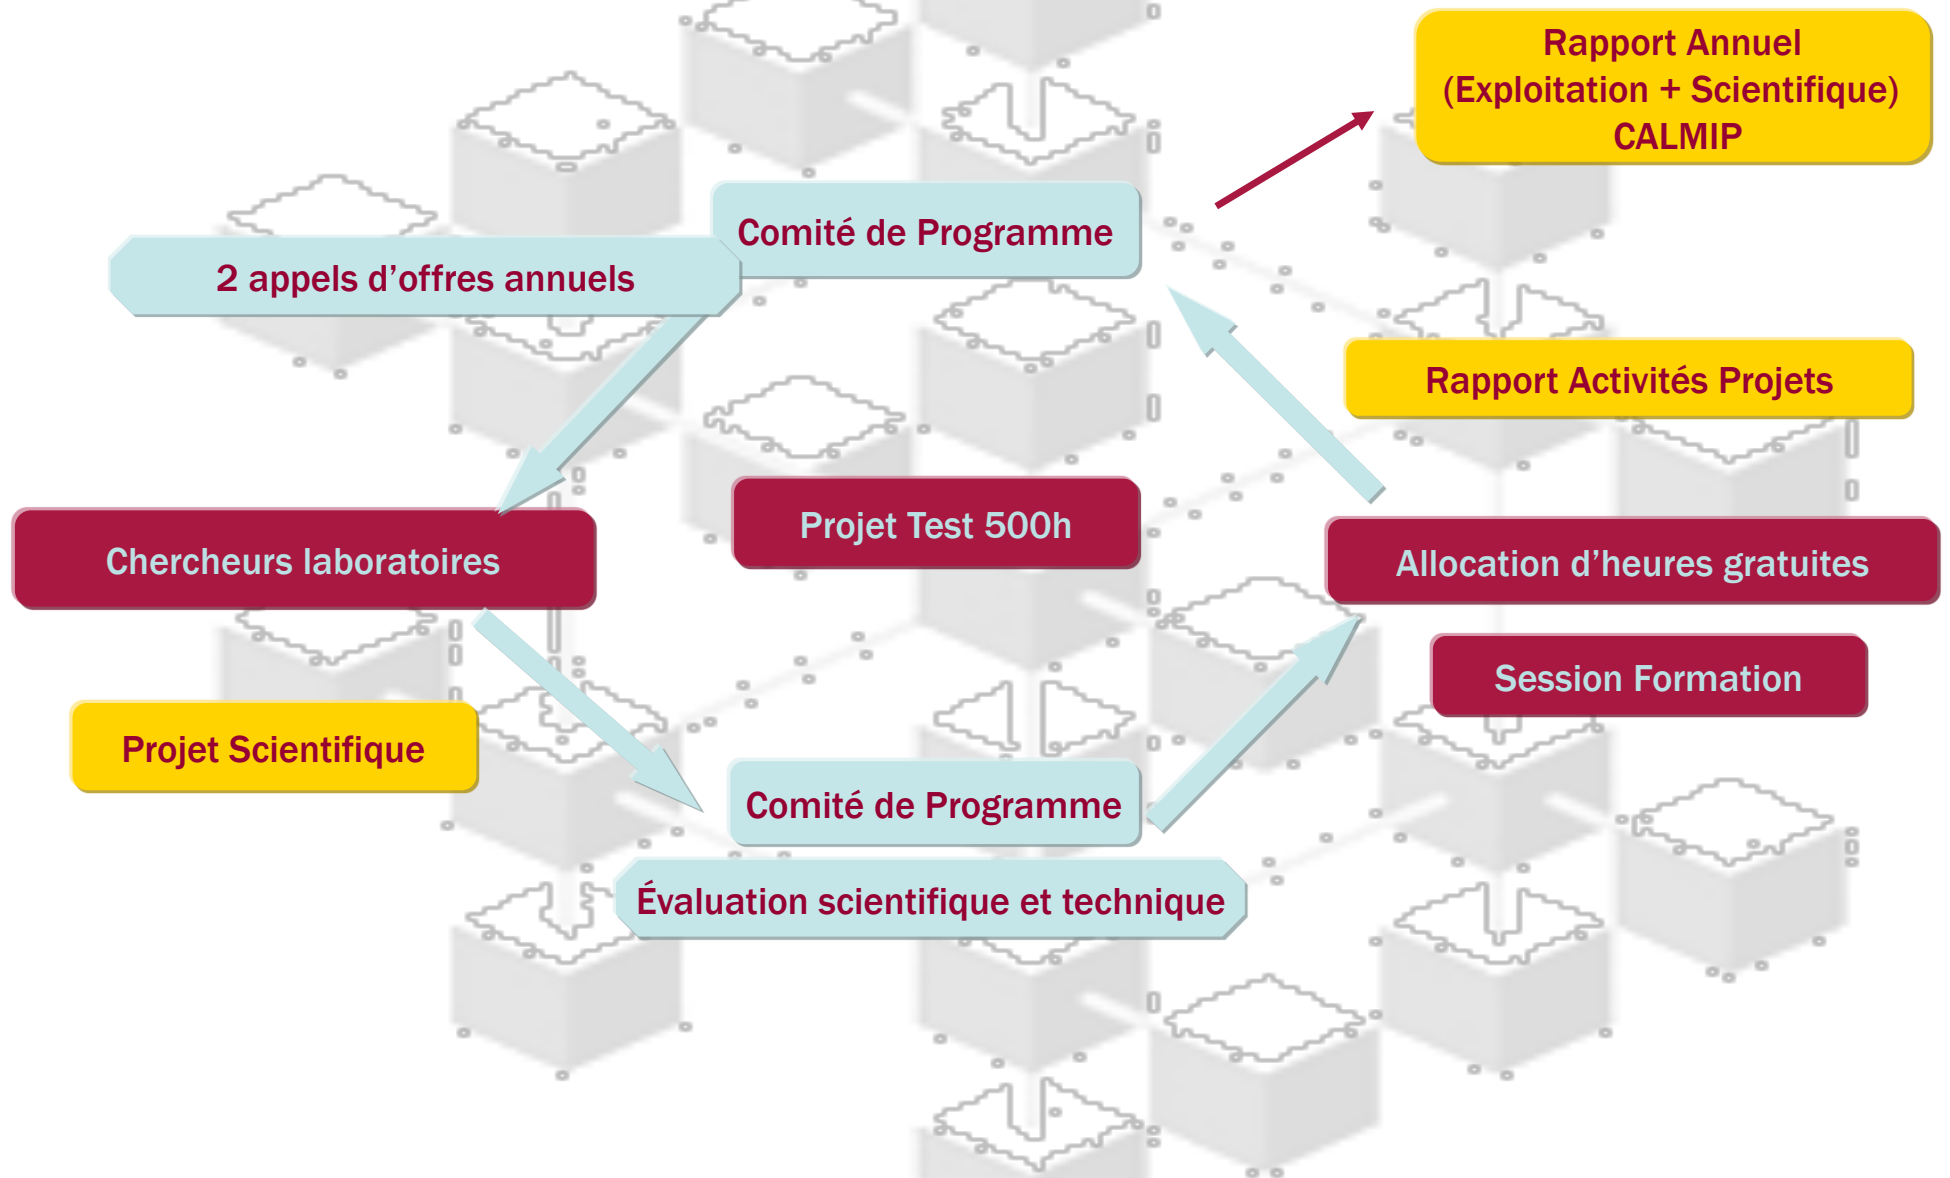 Rapport Annuel
(Exploitation + Scientifique)
CALMIP
Comité de Programme
2 appels d’offres annuels
Rapport Activités Projets
Projet Test 500h
Chercheurs laboratoires
Allocation d’heures gratuites
Session Formation
Projet Scientifique
Comité de Programme
Évaluation scientifique et technique